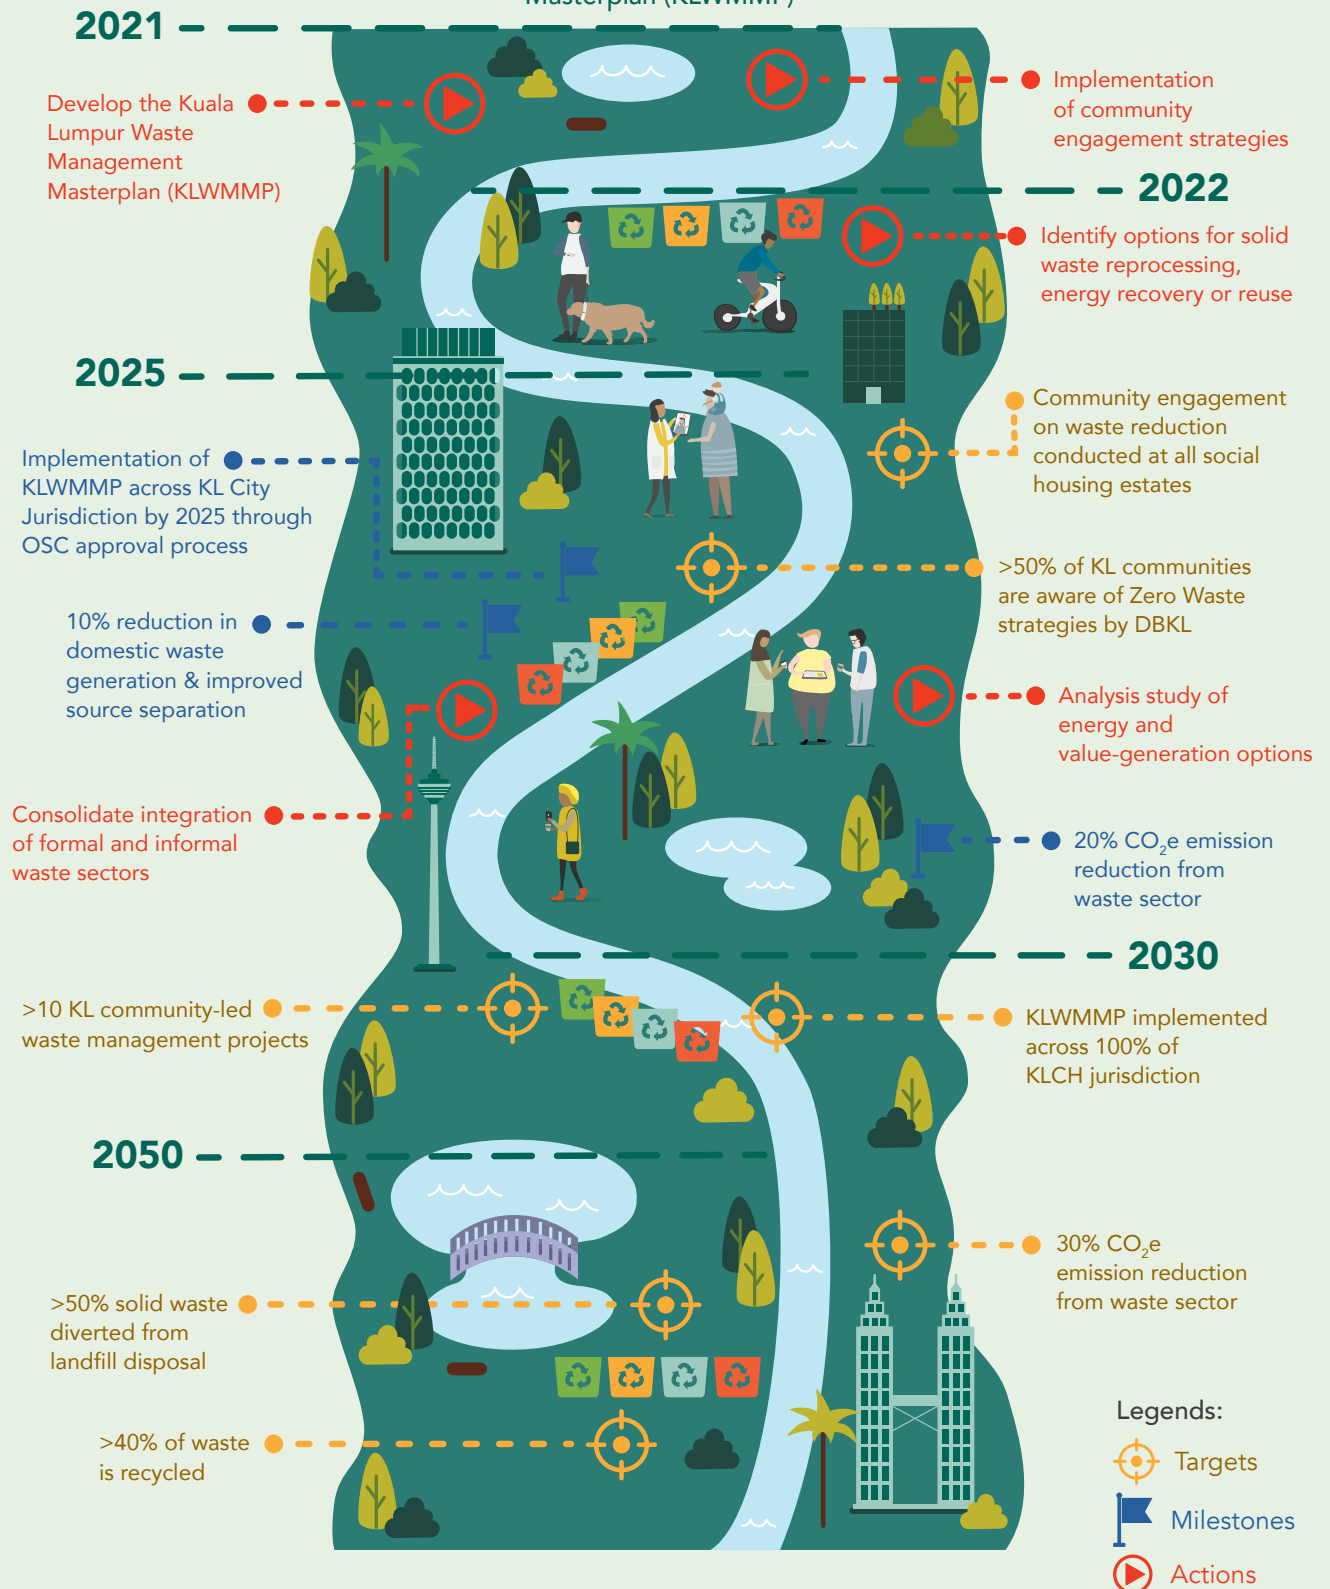 Masterplan (KLWMMP)
2021
Develop the Kuala
Lumpur Waste
Management
Masterplan (KLWMMP)
Implementation
of community
engagement strategies
2022
Identify options for solid
waste reprocessing,
energy recovery or reuse
2025
Community engagement
on waste reduction
conducted at all social
housing estates
Implementation of
KLWMMP across KL City
Jurisdiction by 2025 through
OSC approval process
>50% of KL communities
are aware of Zero Waste
strategies by DBKL
10% reduction in
domestic waste
generation & improved
source separation
Analysis study of
energy and
value-generation options
Consolidate integration
of formal and informal
waste sectors
20% CO₂e emission
reduction from
waste sector
2030
>10 KL community-led
waste management projects
KLWMMP implemented
across 100% of
KLCH jurisdiction
2050
30% CO₂e
emission reduction
from waste sector
>50% solid waste
diverted from
landfill disposal
>40% of waste
is recycled
Legends:
Targets
Milestones
Actions